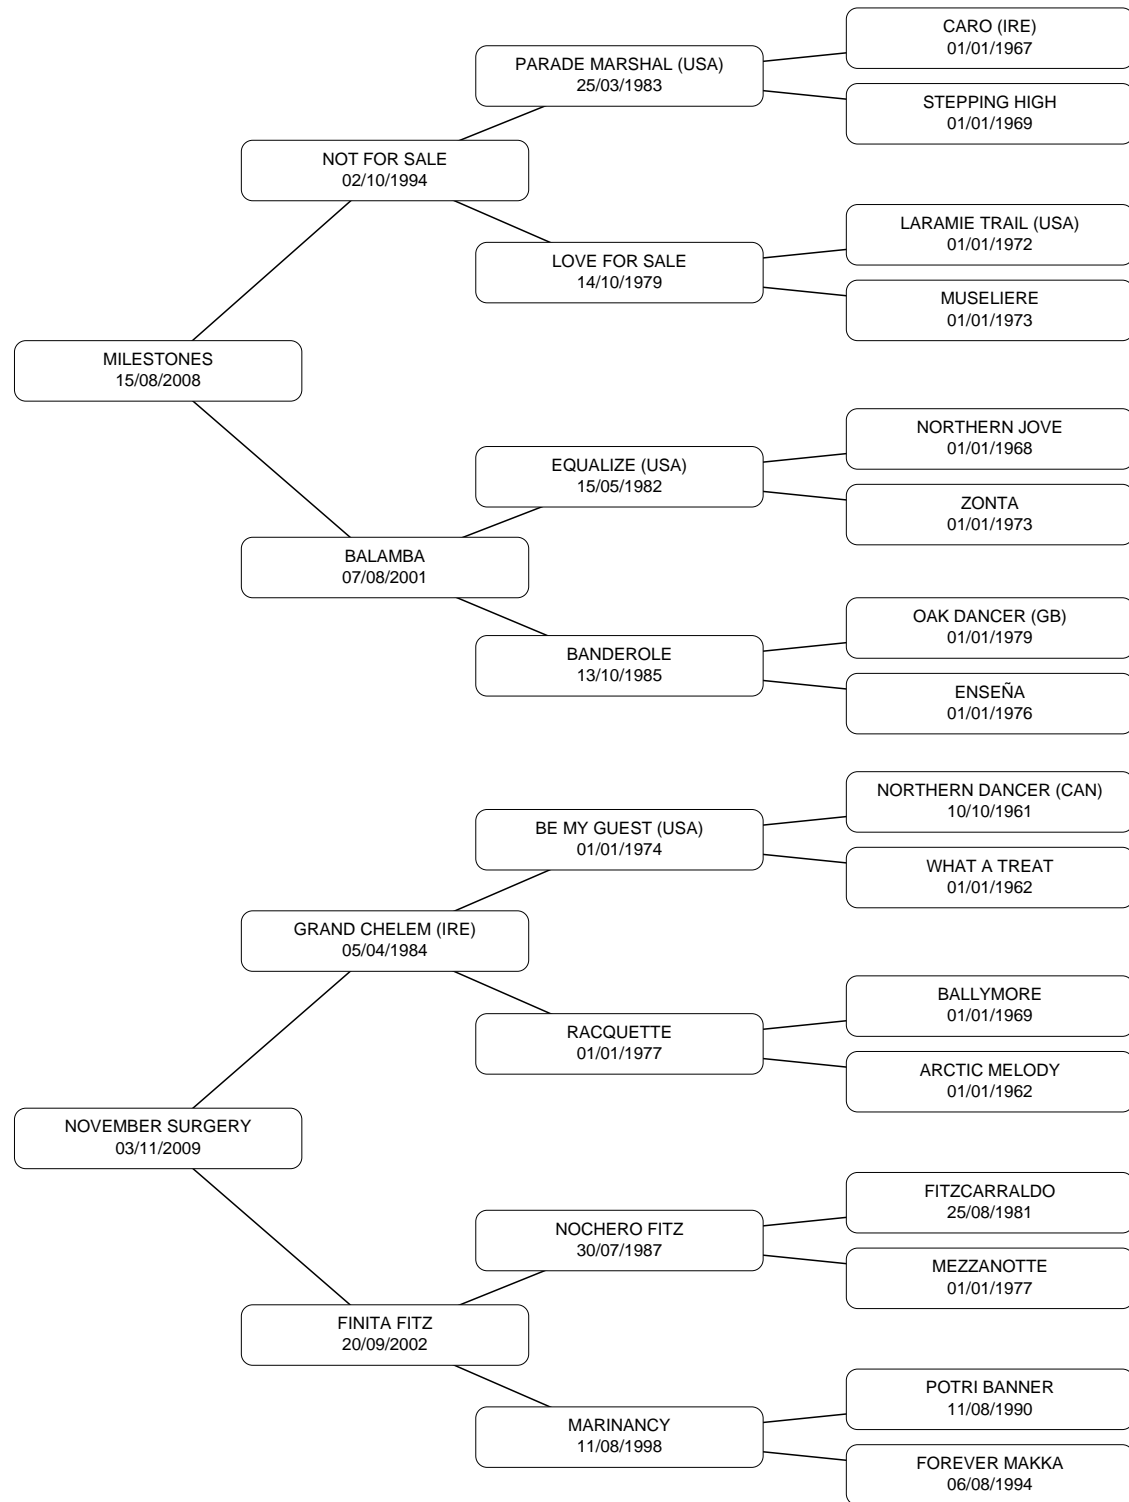 CARO (IRE)
01/01/1967
PARADE MARSHAL (USA)
25/03/1983
STEPPING HIGH
01/01/1969
NOT FOR SALE
02/10/1994
LARAMIE TRAIL (USA)
01/01/1972
LOVE FOR SALE
14/10/1979
MUSELIERE
01/01/1973
MILESTONES
15/08/2008
NORTHERN JOVE
01/01/1968
EQUALIZE (USA)
15/05/1982
ZONTA
01/01/1973
BALAMBA
07/08/2001
OAK DANCER (GB)
01/01/1979
BANDEROLE
13/10/1985
ENSEÑA
01/01/1976
NORTHERN DANCER (CAN)
10/10/1961
BE MY GUEST (USA)
01/01/1974
WHAT A TREAT
01/01/1962
GRAND CHELEM (IRE)
05/04/1984
BALLYMORE
01/01/1969
RACQUETTE
01/01/1977
ARCTIC MELODY
01/01/1962
NOVEMBER SURGERY
03/11/2009
FITZCARRALDO
25/08/1981
NOCHERO FITZ
30/07/1987
MEZZANOTTE
01/01/1977
FINITA FITZ
20/09/2002
POTRI BANNER
11/08/1990
MARINANCY
11/08/1998
FOREVER MAKKA
06/08/1994